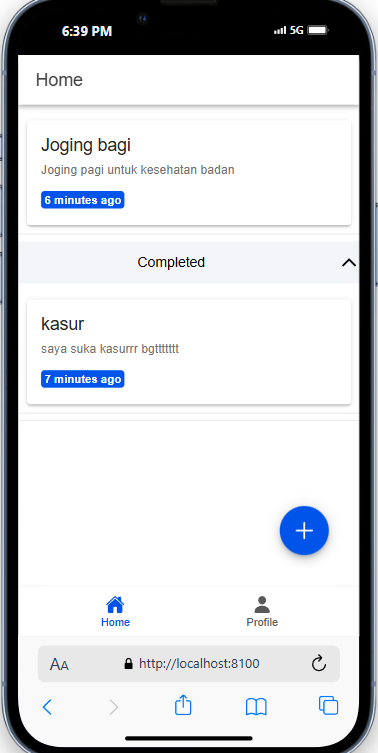 6:39 PM
5G
Home
Joging bagi
Joging pagi untuk kesehatan badan
6 minutes ago
Completed
kasur
saya suka kasurrr bgttttttt
7 minutes ago
Home
Profile
AA
http://localhost:8100